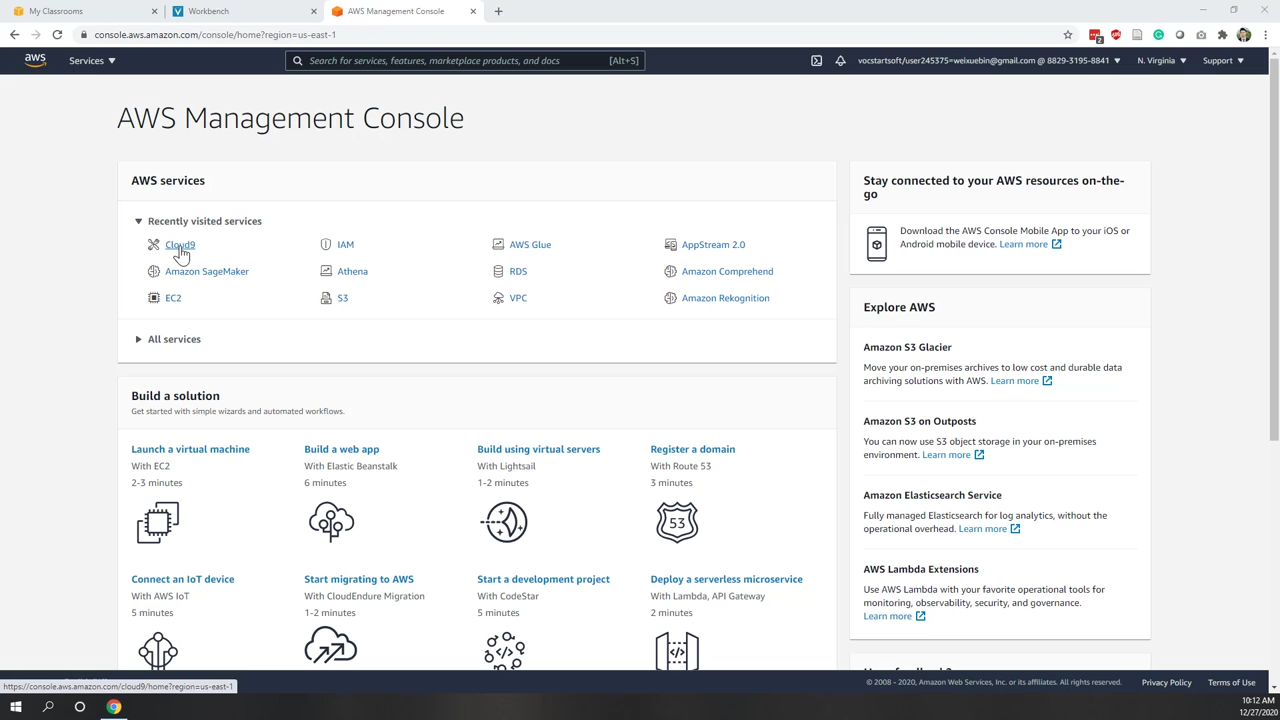 My Classrooms
Workbench
AWS Management Console
console.aws.amazon.com/console/home?region=us-east-1
2
aws
Services
Search for services, features, marketplace products, and docs [Alt+S]
vocstartsoft/user245375=weixuebin@gmail.com @ 8829-3195-8841
N. Virginia
Support
AWS Management Console
AWS services
Recently visited services
Cloud9
IAM
AWS Glue
AppStream 2.0
Amazon SageMaker
Athena
RDS
Amazon Comprehend
EC2
S3
VPC
Amazon Rekognition
All services
Build a solution
Get started with simple wizards and automated workflows.
Launch a virtual machine
With EC2
2-3 minutes
Build a web app
With Elastic Beanstalk
6 minutes
Build using virtual servers
With Lightsail
1-2 minutes
Register a domain
With Route 53
3 minutes
53
Connect an IoT device
With AWS IoT
5 minutes
Start migrating to AWS
With CloudEndure Migration
1-2 minutes
Start a development project
With CodeStar
5 minutes
Deploy a serverless microservice
With Lambda, API Gateway
2 minutes
Stay connected to your AWS resources on-the-
go
Download the AWS Console Mobile App to your iOS or
Android mobile device. Learn more
Explore AWS
Amazon S3 Glacier
Move your on-premises archives to low cost and durable data
archiving solutions with AWS. Learn more
Amazon S3 on Outposts
You can now use S3 object storage in your on-premises
environment. Learn more
Amazon Elasticsearch Service
Fully managed Elasticsearch for log analytics, without the
operational overhead. Learn more
AWS Lambda Extensions
Use AWS Lambda with your favorite operational tools for
monitoring, observability, security, and governance.
Learn more
https://console.aws.amazon.com/cloud9/home?region=us-east-1
© 2008 - 2020, Amazon Web Services, Inc. or its affiliates. All rights reserved.
Privacy Policy
Terms of Use
10:12 AM
12/27/2020